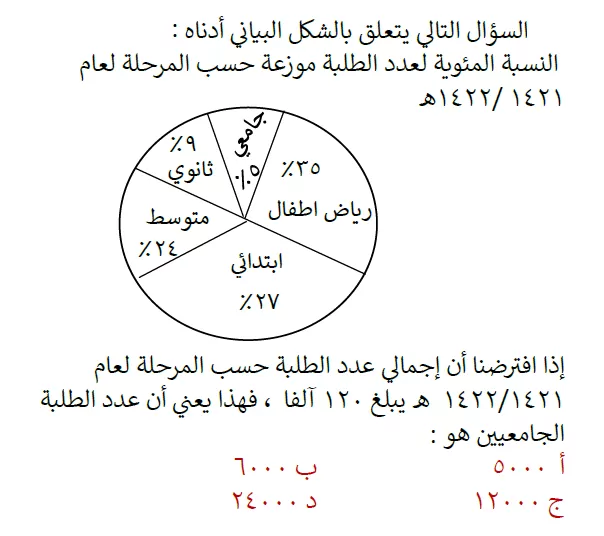 السؤال التالي يتعلق بالشكل البياني أدناه :
النسبة المئوية لعدد الطلبة موزعة حسب المرحلة لعام
١٤٢١ /١٤٢٢هـ
جامعي
٥٪
٩٪
ثانوي
٣٥٪
رياض اطفال
متوسط
٢٤٪
ابتدائي
٢٧٪
إذا افترضنا أن إجمالي عدد الطلبة حسب المرحلة لعام
١٤٢٢/١٤٢١ هـ يبلغ ١٢٠ آلفا ، فهذا يعني أن عدد الطلبة
الجامعيين هو :
أ ٥٠٠٠ ب ٦٠٠٠
ج ١٢٠٠٠ د ٢٤٠٠٠